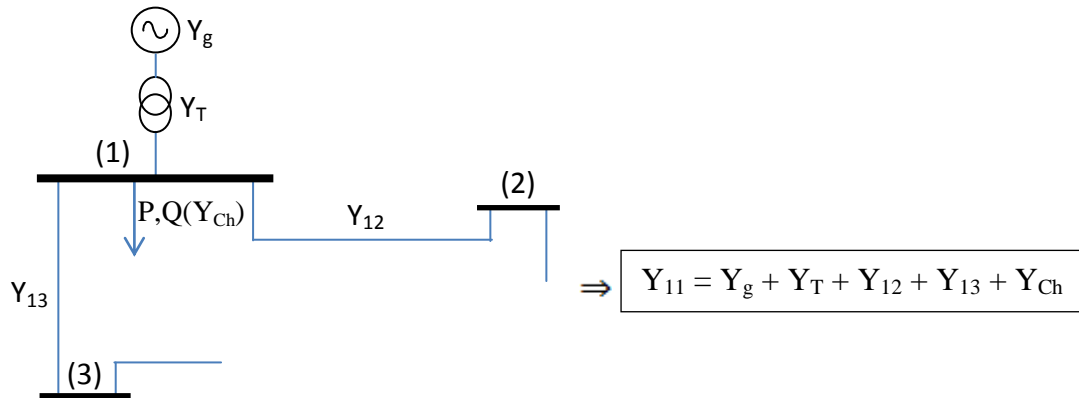 Y_g
Y_T
(1)
P,Q(Y_Ch)
(2)
Y_12
⇒ Y_11 = Y_g + Y_T + Y_12 + Y_13 + Y_Ch
Y_13
(3)